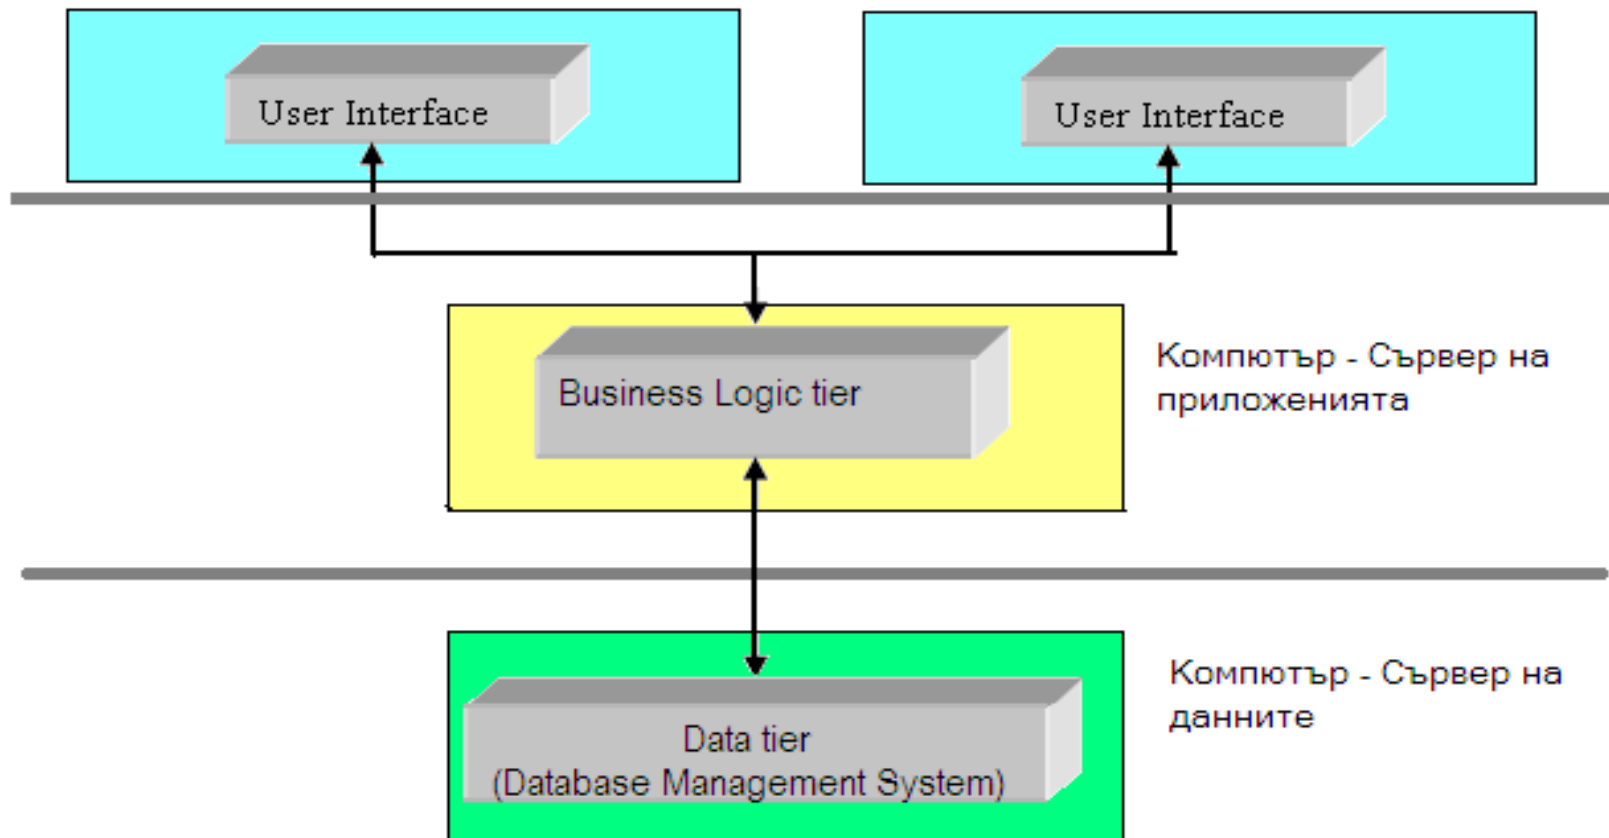 User Interface
User Interface
Business Logic tier
Компютър - Сървер на
приложенията
Data tier
(Database Management System)
Компютър - Сървер на
данните